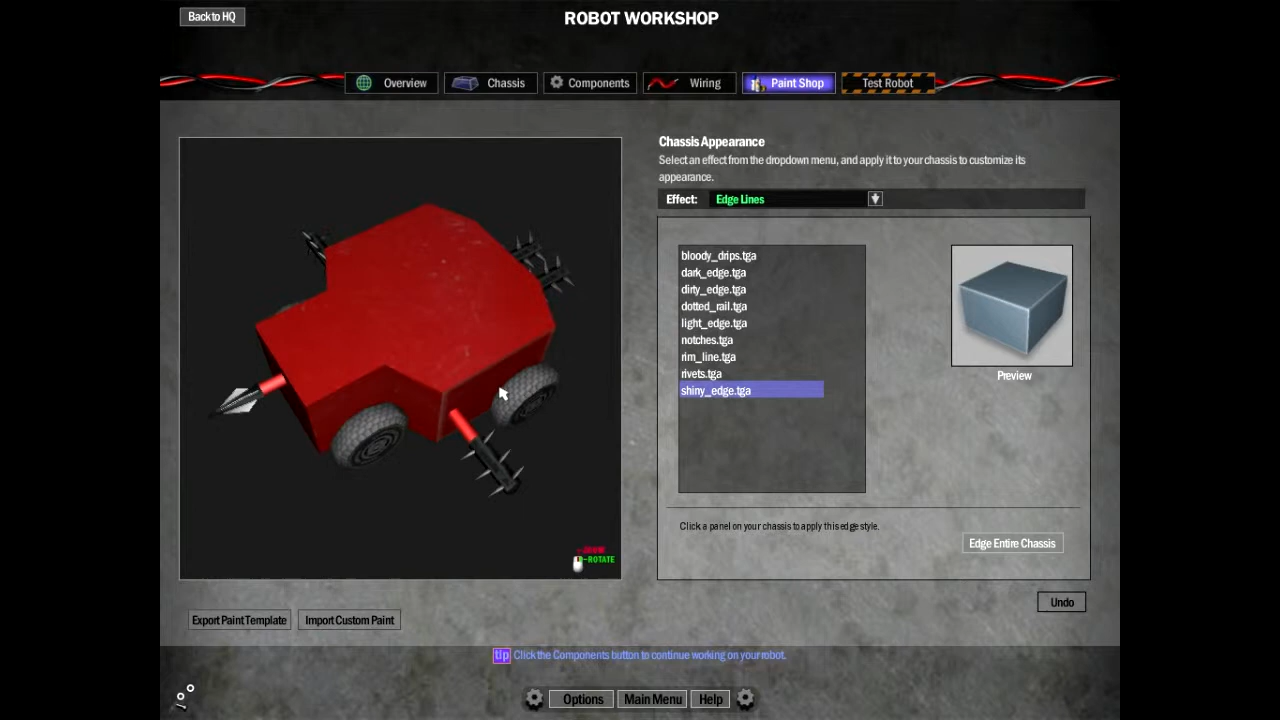 Back to HQ
ROBOT WORKSHOP
Overview
Chassis
Components
Wiring
Paint Shop
Test Robot
Chassis Appearance
Select an effect from the dropdown menu, and apply it to your chassis to customize its
appearance.
Effect: Edge Lines
bloody_drips.tga
dark_edge.tga
dirty_edge.tga
dotted_rail.tga
light_edge.tga
notches.tga
rim_line.tga
rivets.tga
shiny_edge.tga
Preview
Click a panel on your chassis to apply this edge style.
Edge Entire Chassis
-ROTATE
Undo
Export Paint Template
Import Custom Paint
tip Click the Components button to continue working on your robot.
Options
Main Menu
Help